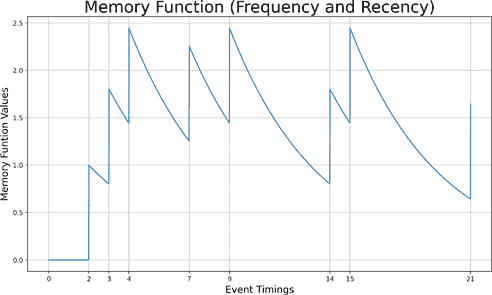 Memory Function (Frequency and Recency)
2.5
2.0
1.5
1.0
0.5
0.0
Memory Funtion Values
0 2 3 4 7 9 14 15 21
Event Timings